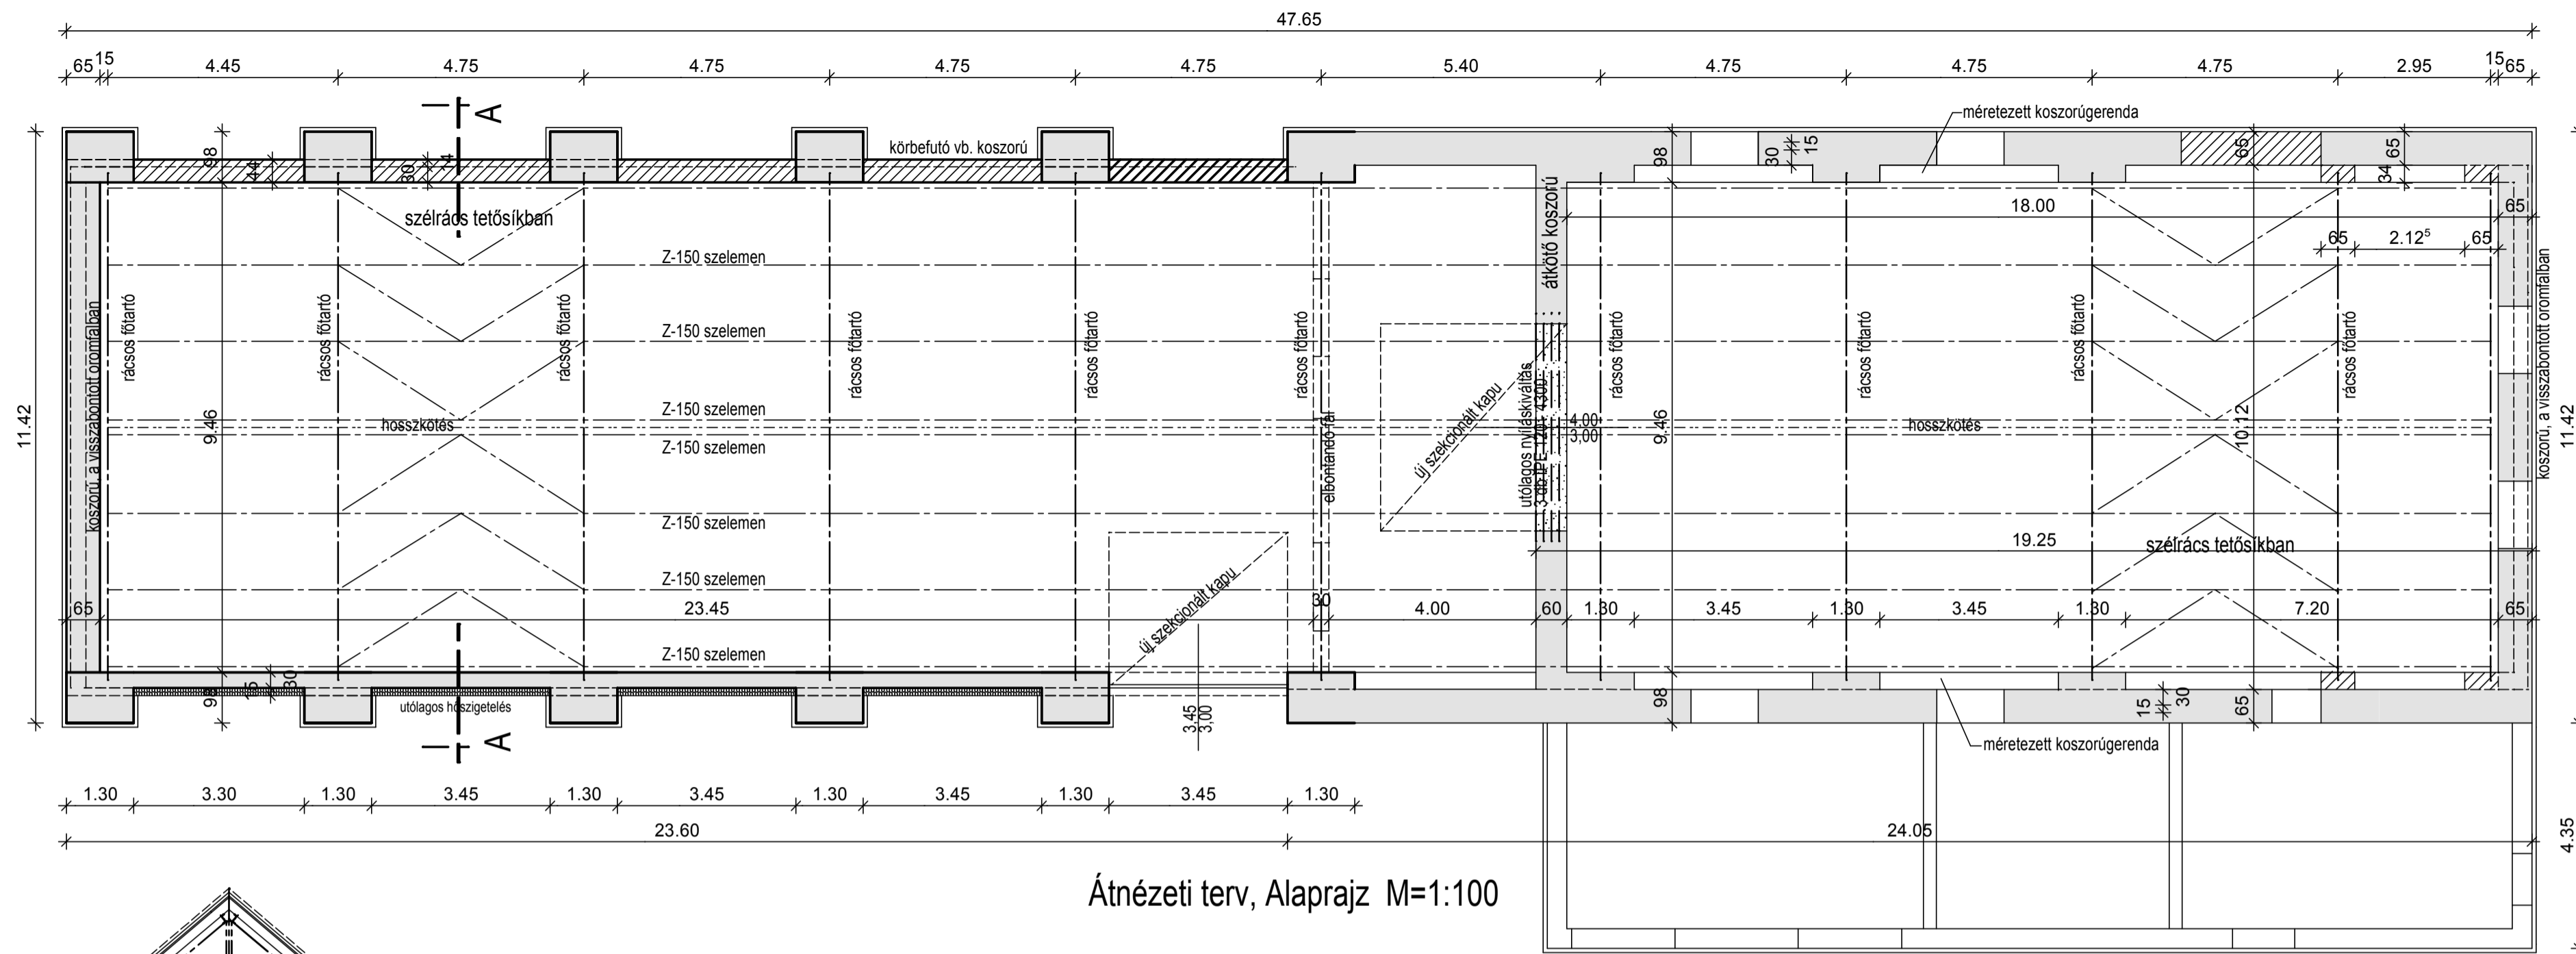 47.65
65 15 4.45 4.75 4.75 4.75 4.75 5.40 4.75 4.75 4.75 2.95 15 65
A
méretezett koszorúgerenda
körbefutó vb. koszorú
98 44 30 4
98 30 15 65 65 34
szélrács tetősíkban
átkötő koszorú
18.00 65
65 2.12⁵ 65
Z-150 szelemen
Z-150 szelemen
Z-150 szelemen
Z-150 szelemen
Z-150 szelemen
Z-150 szelemen
Z-150 szelemen
koszorú, a visszabontott oromfalban
rácsos főtartó
rácsos főtartó
rácsos főtartó
rácsos főtartó
rácsos főtartó
rácsos főtartó
rácsos főtartó
rácsos főtartó
rácsos főtartó
rácsos főtartó
koszorú, a visszabontott oromfalban
11.42
9.46
hosszkötés
elbontandó fal
új szekcionált kapu
utólagos nyíláskiváltás
3 db IPE 120 - 4300
4.00
3,00
9.46
hosszkötés
10.12
11.42
19.25
szélrács tetősíkban
65 23.45 30 4.00 60 1.30 3.45 1.30 3.45 1.30 7.20 65
új szekcionált kapu
98 15 30
utólagos hőszigetelés
A
3.45
3,00
98 15 30 65
méretezett koszorúgerenda
1.30 3.30 1.30 3.45 1.30 3.45 1.30 3.45 1.30 3.45 1.30
23.60 24.05
4.35
Átnézeti terv, Alaprajz M=1:100